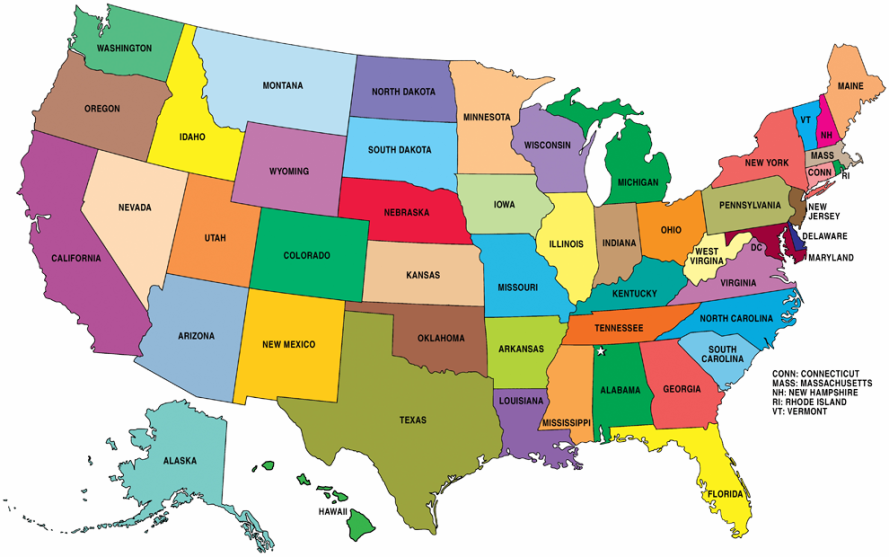 WASHINGTON
OREGON
IDAHO
MONTANA
WYOMING
NORTH DAKOTA
SOUTH DAKOTA
NEBRASKA
MINNESOTA
WISCONSIN
MICHIGAN
IOWA
ILLINOIS
INDIANA
OHIO
PENNSYLVANIA
NEW YORK
VT
NH
MAINE
MASS
CONN
RI
NEW
JERSEY
DELAWARE
MARYLAND
DC
WEST
VIRGINA
VIRGINIA
KENTUCKY
NEVADA
UTAH
COLORADO
KANSAS
MISSOURI
CALIFORNIA
ARIZONA
NEW MEXICO
OKLAHOMA
ARKANSAS
TENNESSEE
NORTH CAROLINA
SOUTH
CAROLINA
TEXAS
LOUISIANA
MISSISSIPPI
ALABAMA
GEORGIA
FLORIDA
ALASKA
HAWAII
CONN: CONNECTICUT
MASS: MASSACHUSETTS
NH: NEW HAMPSHIRE
RI: RHODE ISLAND
VT: VERMONT